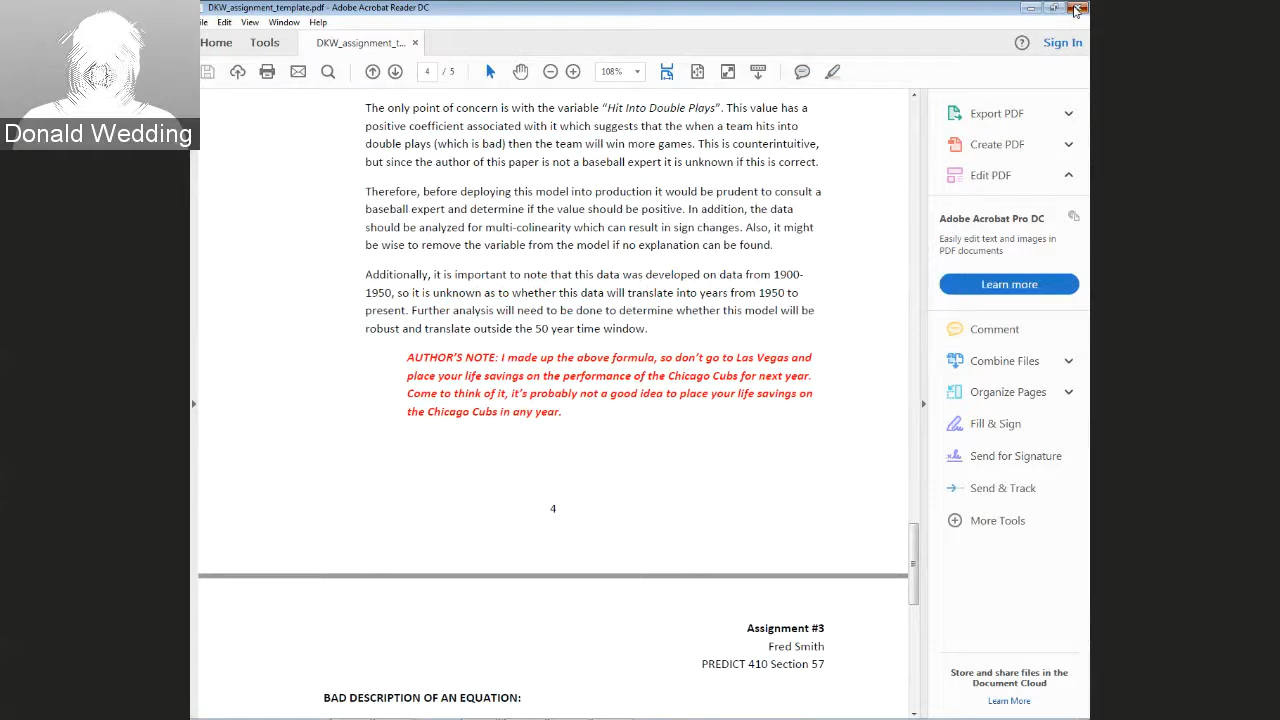 DKW_assignment_template.pdf - Adobe Acrobat Reader DC
ile Edit View Window Help
Home Tools DKW_assignment_t... ×
Sign In
4 / 5 108%
Donald Wedding
The only point of concern is with the variable “Hit Into Double Plays”. This value has a
positive coefficient associated with it which suggests that the when a team hits into
double plays (which is bad) then the team will win more games. This is counterintuitive,
but since the author of this paper is not a baseball expert it is unknown if this is correct.
Therefore, before deploying this model into production it would be prudent to consult a
baseball expert and determine if the value should be positive. In addition, the data
should be analyzed for multi-colinearity which can result in sign changes. Also, it might
be wise to remove the variable from the model if no explanation can be found.
Additionally, it is important to note that this data was developed on data from 1900-
1950, so it is unknown as to whether this data will translate into years from 1950 to
present. Further analysis will need to be done to determine whether this model will be
robust and translate outside the 50 year time window.
AUTHOR’S NOTE: I made up the above formula, so don’t go to Las Vegas and
place your life savings on the performance of the Chicago Cubs for next year.
Come to think of it, it’s probably not a good idea to place your life savings on
the Chicago Cubs in any year.
4
Assignment #3
Fred Smith
PREDICT 410 Section 57
BAD DESCRIPTION OF AN EQUATION:
Export PDF
Create PDF
Edit PDF
Adobe Acrobat Pro DC
Easily edit text and images in
PDF documents
Learn more
Comment
Combine Files
Organize Pages
Fill & Sign
Send for Signature
Send & Track
More Tools
Store and share files in the
Document Cloud
Learn More